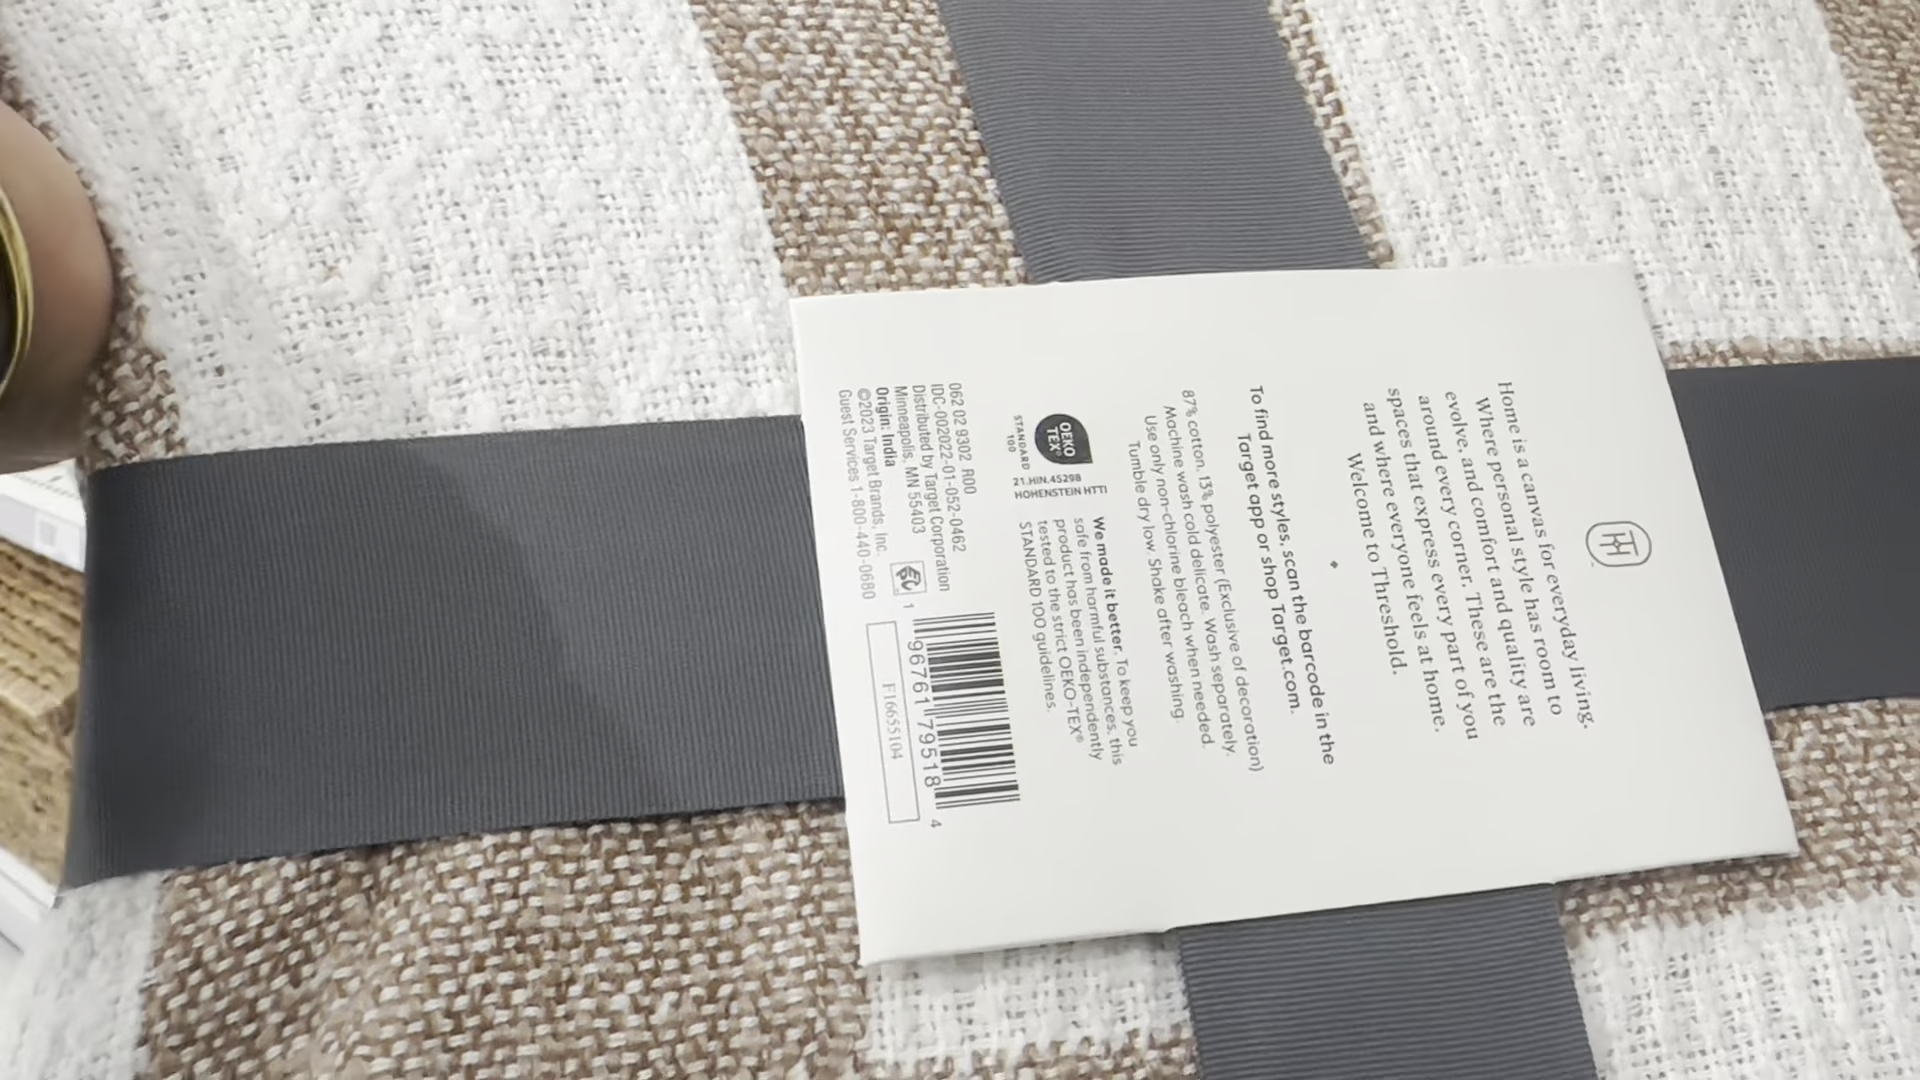 Home is a canvas for everyday living.
Where personal style has room to
evolve, and comfort and quality are
around every corner. These are the
spaces that express every part of you
and where everyone feels at home.
Welcome to Threshold.
To find more styles, scan the barcode in the
Target app or shop Target.com.
87% cotton, 13% polyester (Exclusive of decoration)
Machine wash cold delicate. Wash separately.
Use only non-chlorine bleach when needed.
Tumble dry low. Shake after washing.
OEKO
TEX®
STANDARD
100
21.HIN.45298
HOHENSTEIN HTTI
We made it better. To keep you
safe from harmful substances, this
product has been independently
tested to the strict OEKO-TEX®
STANDARD 100 guidelines.
062 02 9302 R00
IDC-002022-01-052-0462
Distributed by Target Corporation
Minneapolis, MN 55403
Origin: India
©2023 Target Brands, Inc.
Guest Services 1-800-440-0680
1 96761 79518 4
F16655104